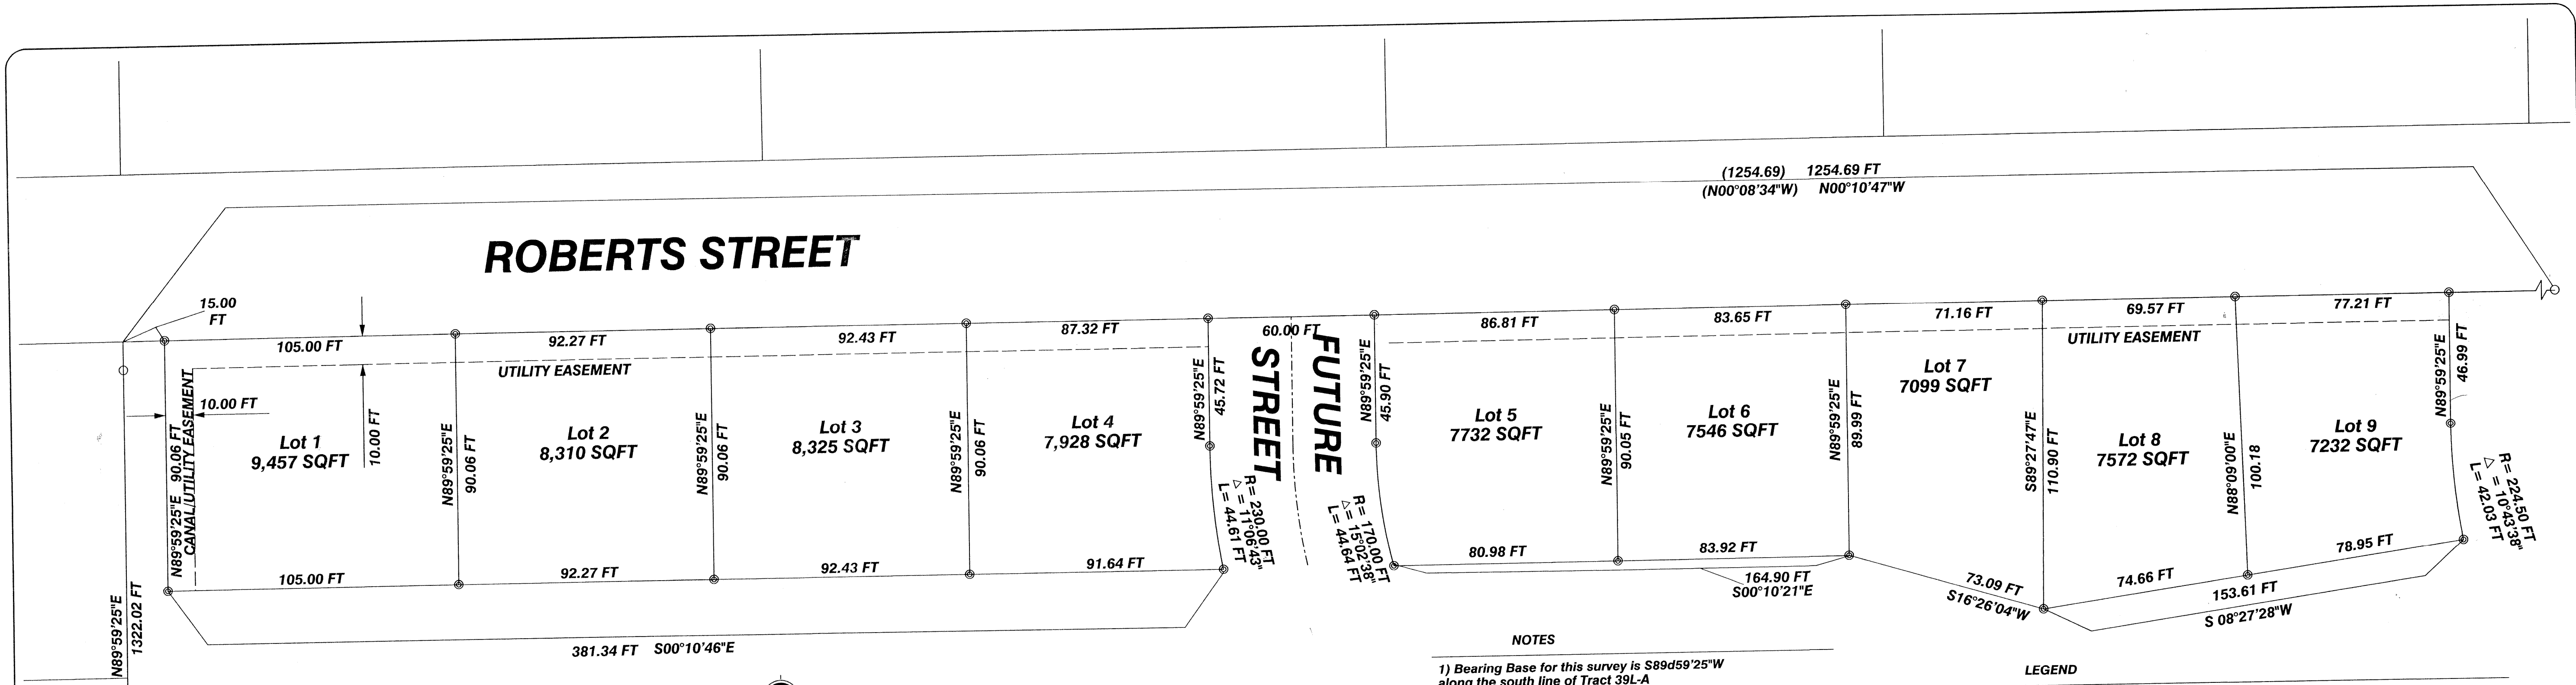 (1254.69) 1254.69 FT
(N00°08'34"W) N00°10'47"W
ROBERTS STREET
15.00
FT
105.00 FT
92.27 FT
92.43 FT
87.32 FT
60.00 FT
86.81 FT
83.65 FT
71.16 FT
69.57 FT
77.21 FT
UTILITY EASEMENT
UTILITY EASEMENT
10.00 FT
10.00 FT
N89°59'25"E 90.06 FT
CANAL/UTILITY EASEMENT
Lot 1
9,457 SQFT
N89°59'25"E
90.06 FT
Lot 2
8,310 SQFT
N89°59'25"E
90.06 FT
Lot 3
8,325 SQFT
N89°59'25"E
90.06 FT
Lot 4
7,928 SQFT
N89°59'25"E
45.72 FT
R= 230.00 FT
△ = 11°06'43"
L= 44.61 FT
FUTURE
STREET
N89°59'25"E
45.90 FT
R= 170.00 FT
△= 15°02'38"
L= 44.64 FT
Lot 5
7732 SQFT
N89°59'25"E
90.05 FT
Lot 6
7546 SQFT
N89°59'25"E
89.99 FT
Lot 7
7099 SQFT
S89°27'47"E
110.90 FT
Lot 8
7572 SQFT
N88°09'00"E
100.18
Lot 9
7232 SQFT
N89°59'25"E
46.99 FT
R= 224.50 FT
△ = 10°43'38"
L= 42.03 FT
105.00 FT
92.27 FT
92.43 FT
91.64 FT
80.98 FT
83.92 FT
164.90 FT
S00°10'21"E
73.09 FT
S16°26'04"W
74.66 FT
78.95 FT
153.61 FT
S 08°27'28"W
N89°59'25"E
1322.02 FT
381.34 FT S00°10'46"E
NOTES
1) Bearing Base for this survey is S89d59'25"W
along the south line of Tract 39L-A
LEGEND